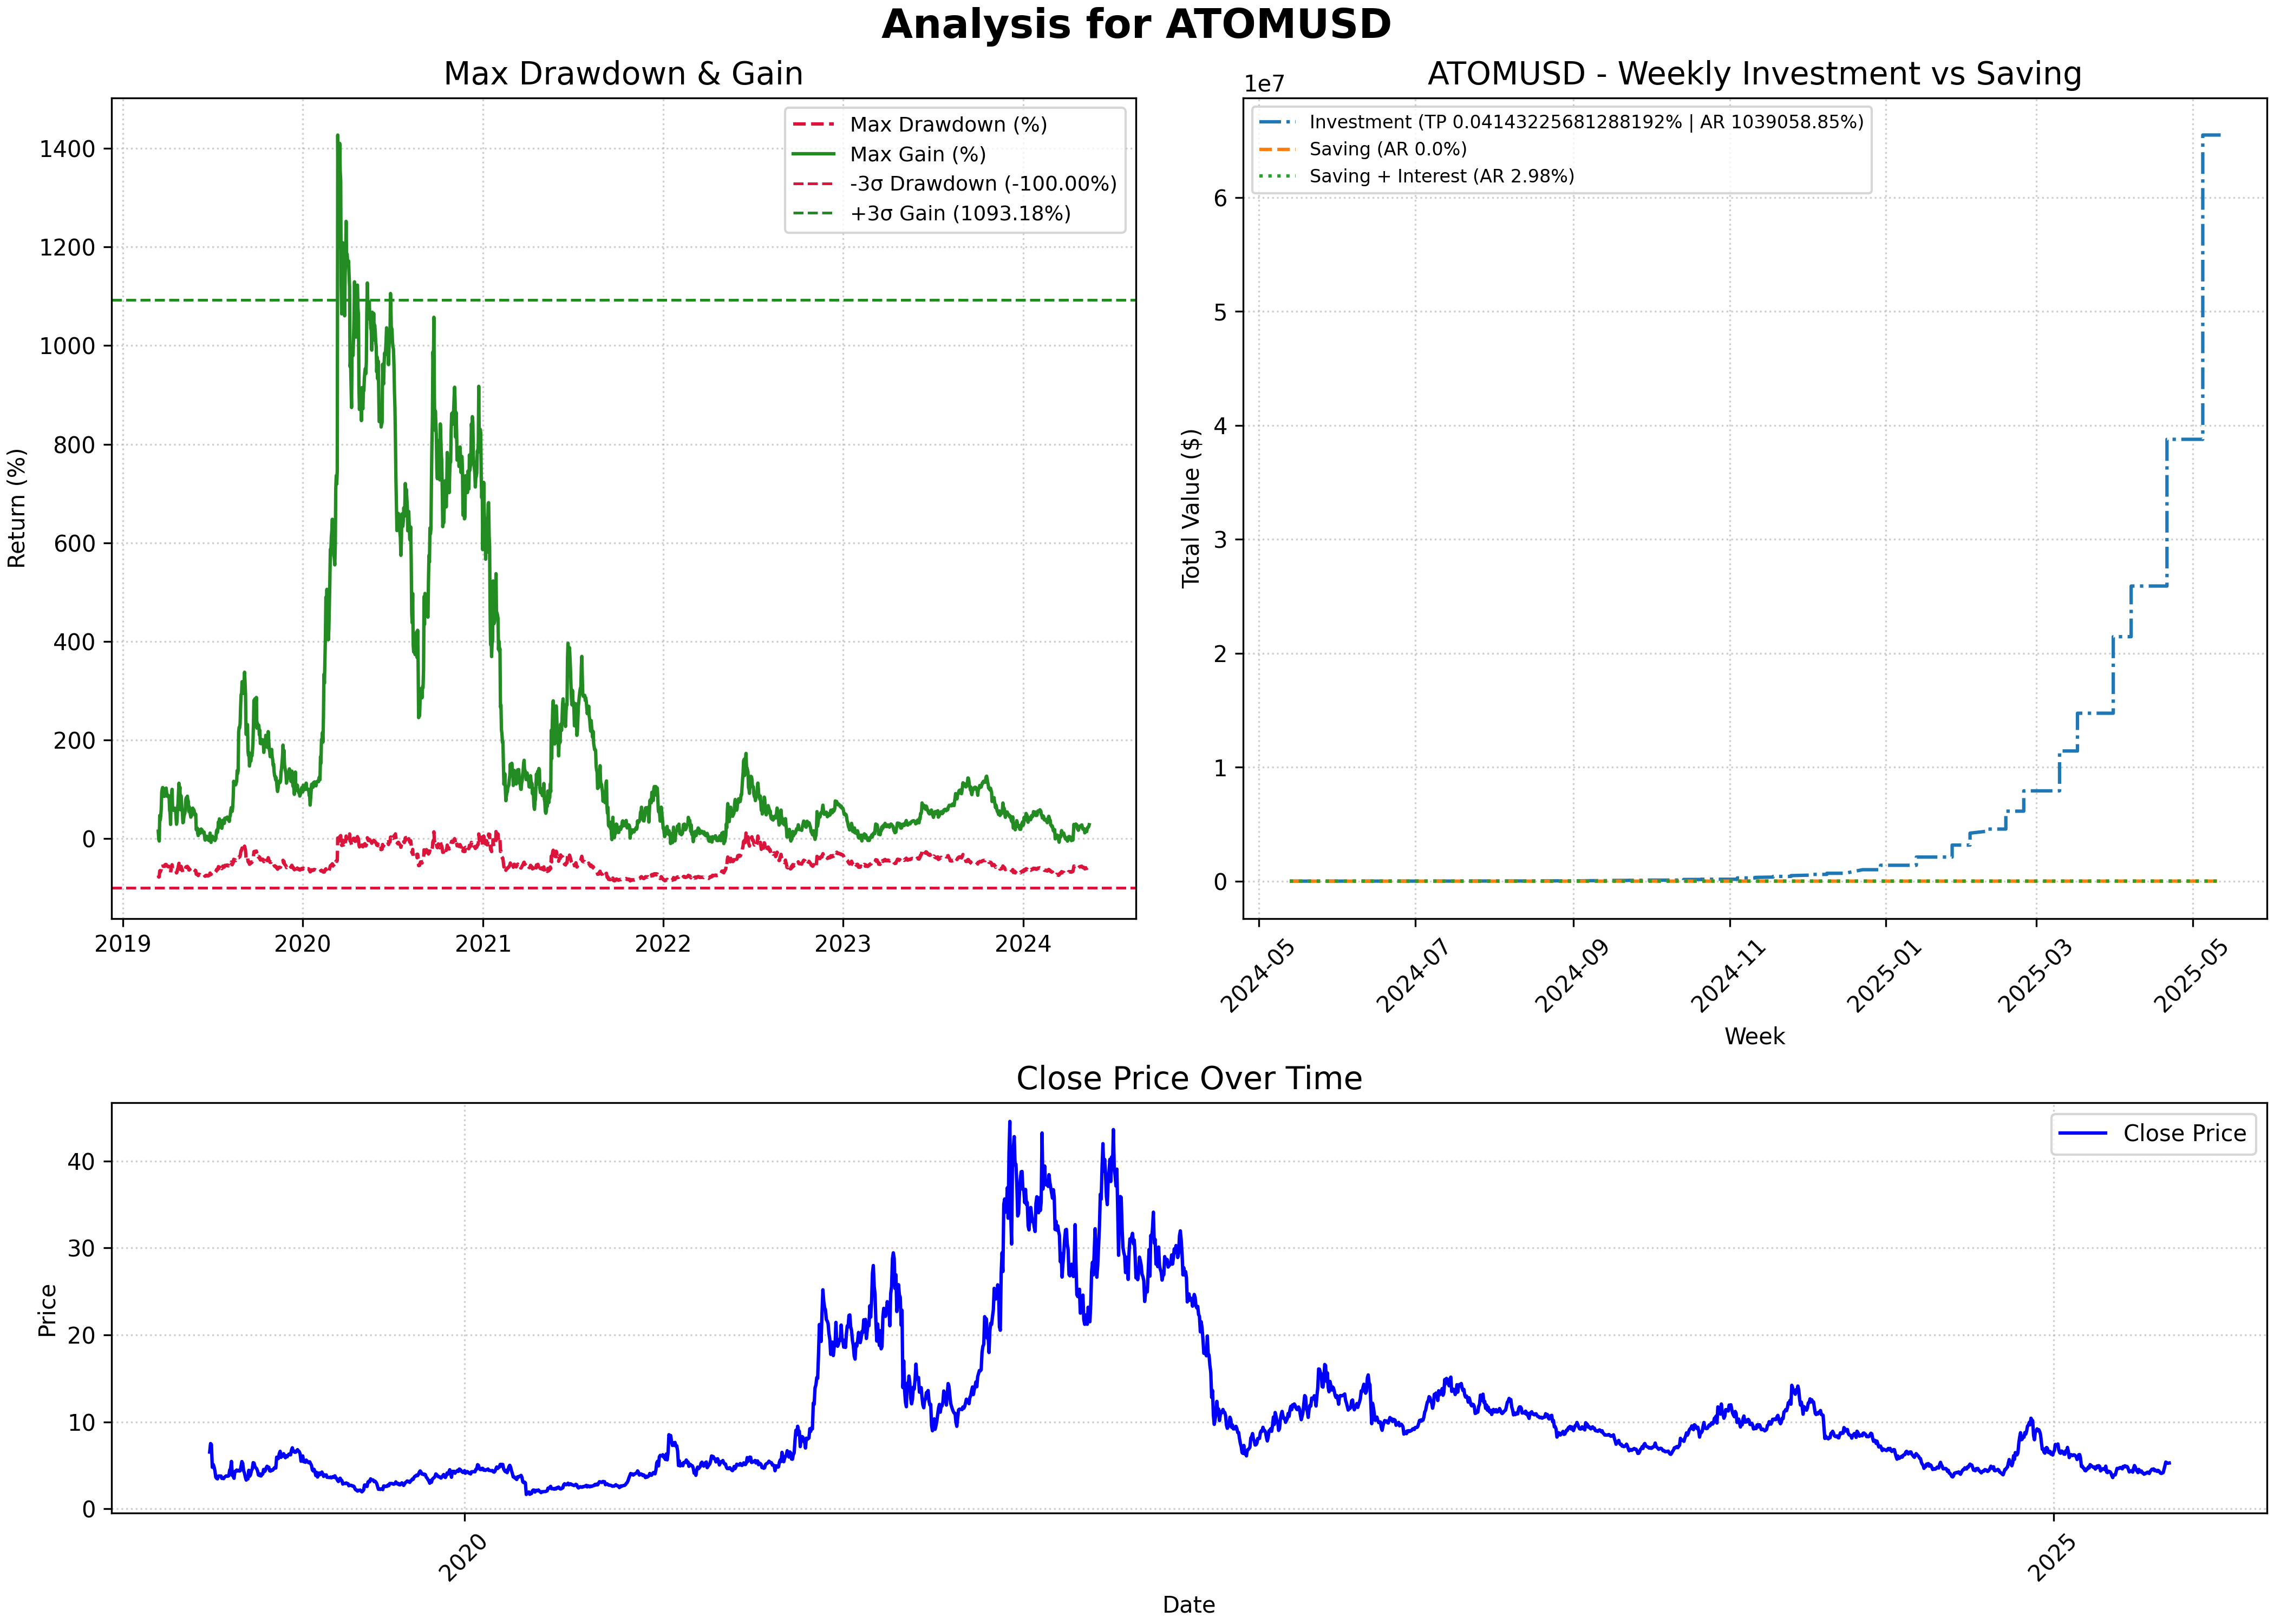 Analysis for ATOMUSD
Max Drawdown & Gain
Return (%)
1400
1200
1000
800
600
400
200
0
2019
2020
2021
2022
2023
2024
Max Drawdown (%)
Max Gain (%)
-3σ Drawdown (-100.00%)
+3σ Gain (1093.18%)
ATOMUSD - Weekly Investment vs Saving
1e7
Total Value ($)
6
5
4
3
2
1
0
2024-05
2024-07
2024-09
2024-11
2025-01
2025-03
2025-05
Week
Investment (TP 0.04143225681288192% | AR 1039058.85%)
Saving (AR 0.0%)
Saving + Interest (AR 2.98%)
Close Price Over Time
Price
40
30
20
10
0
2020
2025
Date
Close Price